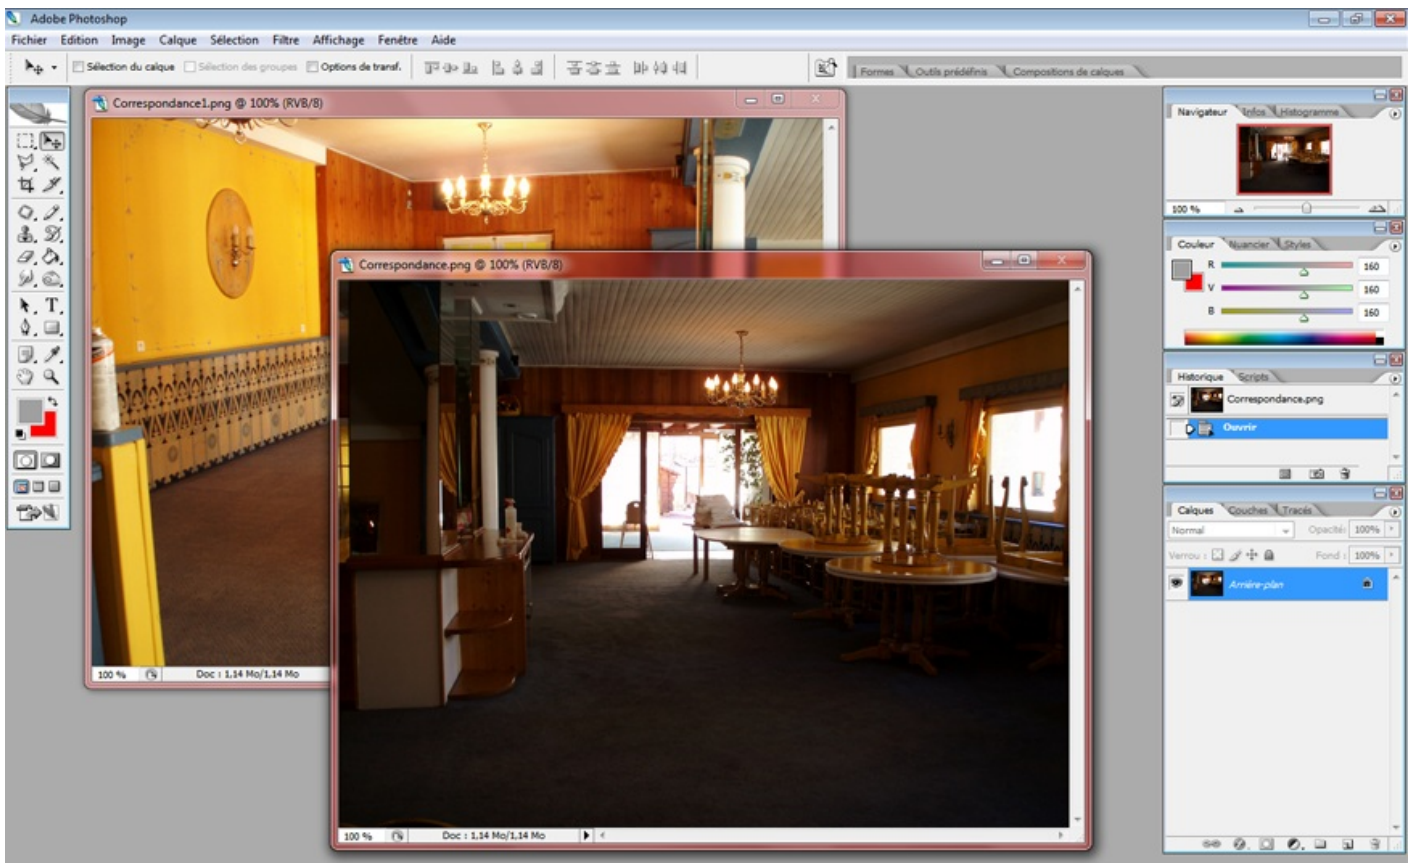 Adobe Photoshop
Fichier Edition Image Calque Sélection Filtre Affichage Fenêtre Aide
Sélection du calque Sélection des groupes Options de transf. Formes Outils prédéfinis Compositions de calques
Correspondance1.png @ 100% (RVB/8)
100 % Doc : 1,14 Mo/1,14 Mo
Correspondance.png @ 100% (RVB/8)
100 % Doc : 1,14 Mo/1,14 Mo
T
Navigateur Infos Histogramme
100 %
Couleur Nuancier Styles
R 160
V 160
B 160
Historique Scripts
Correspondance.png
Ouvrir
Calques Couches Tracés
Normal Opacité: 100%
Verrou : Fond : 100%
Arrière-plan